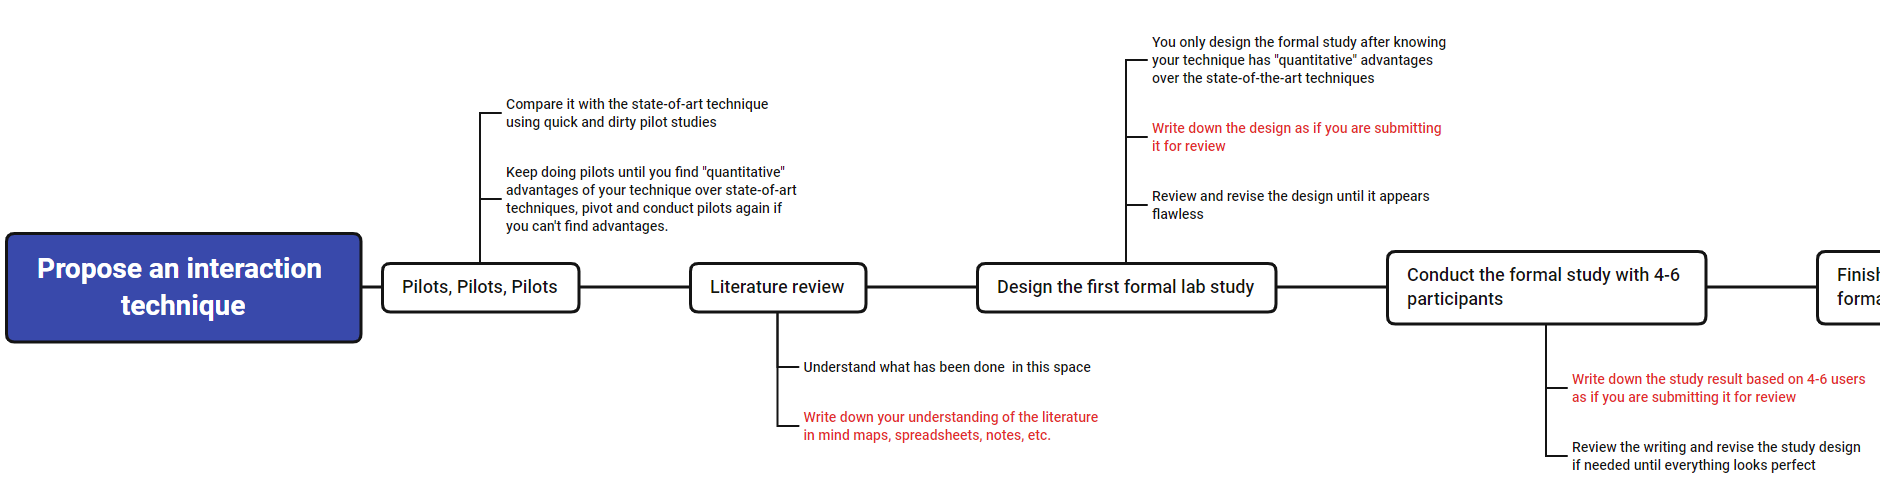 Propose an interaction
technique
Pilots, Pilots, Pilots
Compare it with the state-of-art technique
using quick and dirty pilot studies
Keep doing pilots until you find "quantitative"
advantages of your technique over state-of-art
techniques, pivot and conduct pilots again if
you can't find advantages.
Literature review
Understand what has been done  in this space
Write down your understanding of the literature
in mind maps, spreadsheets, notes, etc.
Design the first formal lab study
You only design the formal study after knowing
your technique has "quantitative" advantages
over the state-of-the-art techniques
Write down the design as if you are submitting
it for review
Review and revise the design until it appears
flawless
Conduct the formal study with 4-6
participants
Write down the study result based on 4-6 users
as if you are submitting it for review
Review the writing and revise the study design
if needed until everything looks perfect